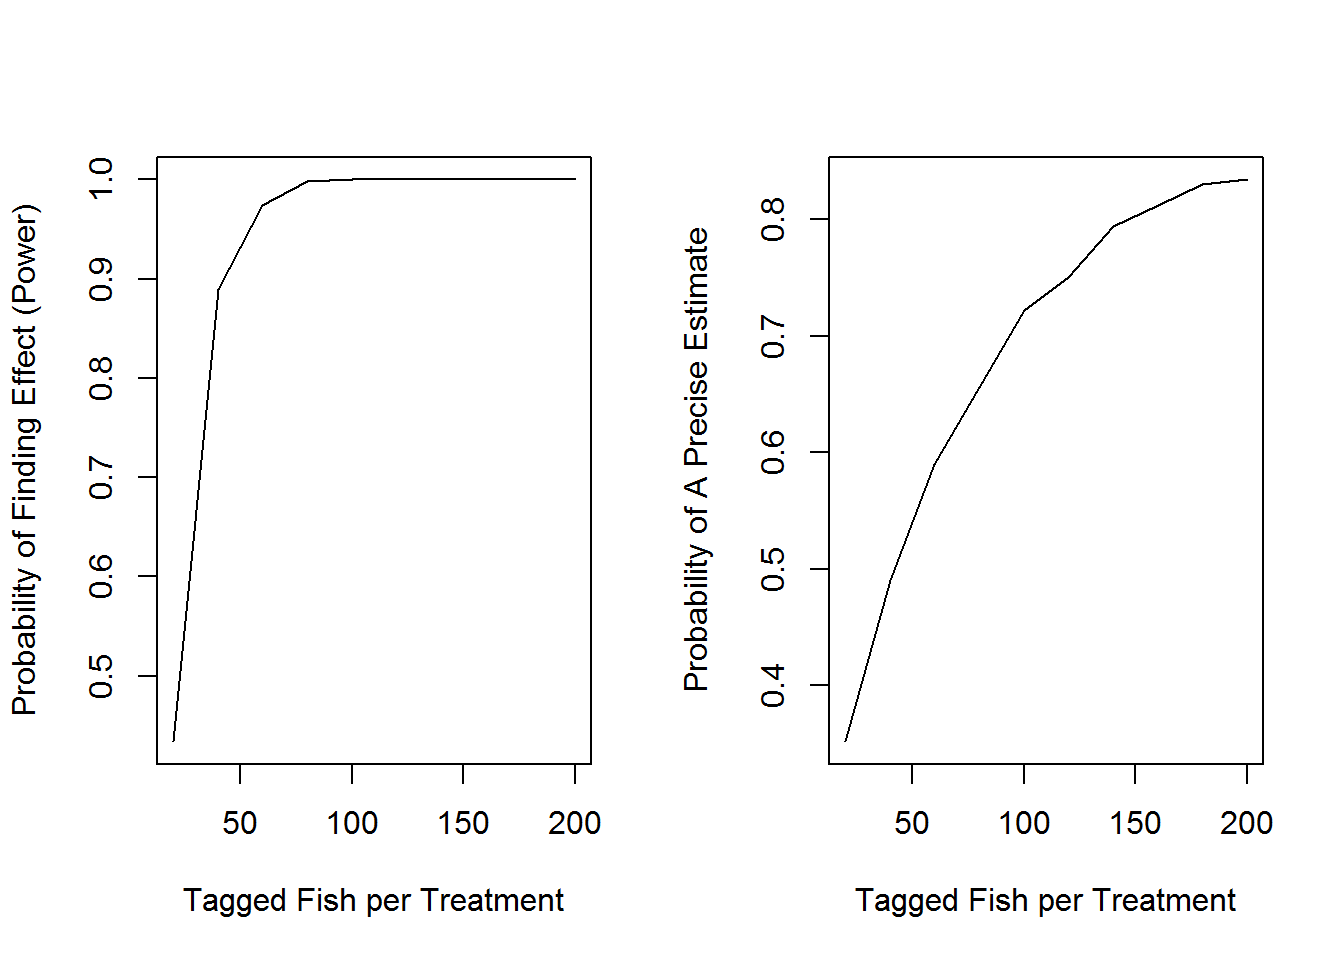 Probability of Finding Effect (Power)
1.0
0.9
0.8
0.7
0.6
0.5
50 100 150 200
Tagged Fish per Treatment
Probability of A Precise Estimate
0.8
0.7
0.6
0.5
0.4
50 100 150 200
Tagged Fish per Treatment